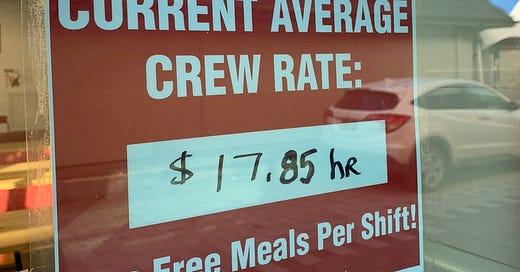 CURRENT AVERAGE
CREW RATE:
$ 17.85 hR
Free Meals Per Shift!